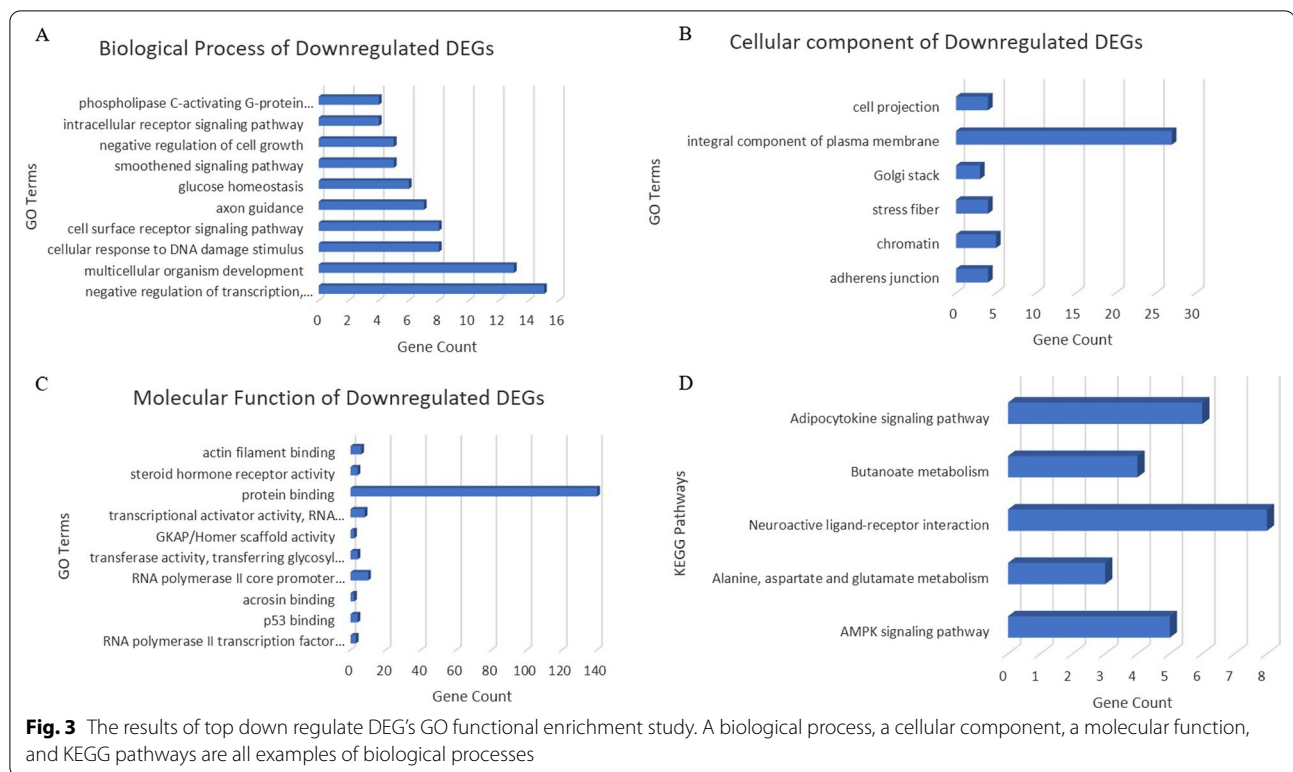 A
Biological Process of Downregulated DEGs
GO Terms
phospholipase C-activating G-protein...
intracellular receptor signaling pathway
negative regulation of cell growth
smoothened signaling pathway
glucose homeostasis
axon guidance
cell surface receptor signaling pathway
cellular response to DNA damage stimulus
multicellular organism development
negative regulation of transcription,...
0 2 4 6 8 10 12 14 16
Gene Count
B
Cellular component of Downregulated DEGs
GO Terms
cell projection
integral component of plasma membrane
Golgi stack
stress fiber
chromatin
adherens junction
0 5 10 15 20 25 30
Gene Count
C
Molecular Function of Downregulated DEGs
GO Terms
actin filament binding
steroid hormone receptor activity
protein binding
transcriptional activator activity, RNA...
GKAP/Homer scaffold activity
transferase activity, transferring glycosyl...
RNA polymerase II core promoter...
acrosin binding
p53 binding
RNA polymerase II transcription factor...
0 20 40 60 80 100 120 140
Gene Count
D
KEGG Pathways
Adipocytokine signaling pathway
Butanoate metabolism
Neuroactive ligand-receptor interaction
Alanine, aspartate and glutamate metabolism
AMPK signaling pathway
0 1 2 3 4 5 6 7 8
Gene Count
Fig. 3 The results of top down regulate DEG's GO functional enrichment study. A biological process, a cellular component, a molecular function,
and KEGG pathways are all examples of biological processes